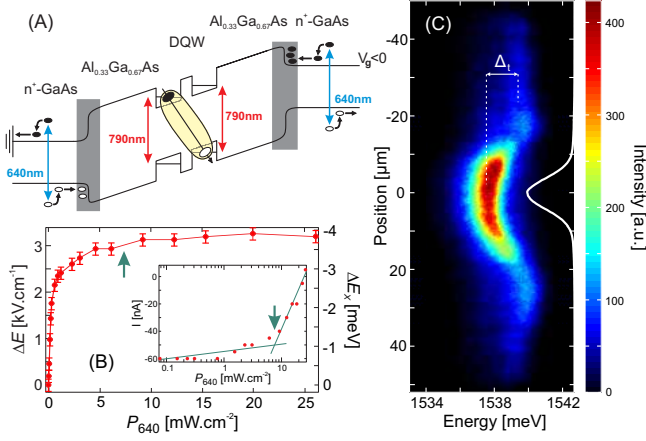 (A)
Al0.33Ga0.67As n⁺-GaAs
DQW
Al0.33Ga0.67As
Vg<0
n⁺-GaAs
640nm
790nm
790nm
640nm
ΔE [kV.cm⁻¹]
3
2
1
0
(B)
I [nA]
0
-20
-40
-60
0.1
1
10
P640 [mW.cm⁻²]
-4
-3
-2
-1
0
ΔEx [meV]
0
5
10
15
20
25
P640 [mW.cm⁻²]
(C)
Δt
Position [µm]
-40
-20
0
20
40
1534
1538
1542
Energy [meV]
400
300
200
100
0
Intensity [a.u.]